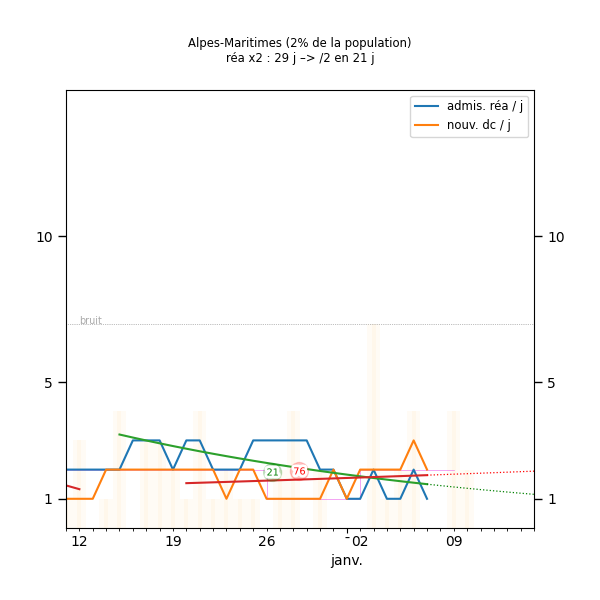 Alpes-Maritimes (2% de la population)
réa x2 : 29 j –> /2 en 21 j
admis. réa / j
nouv. dc / j
10
10
bruit
5
5
21
76
1
1
12
19
26
02
09
janv.